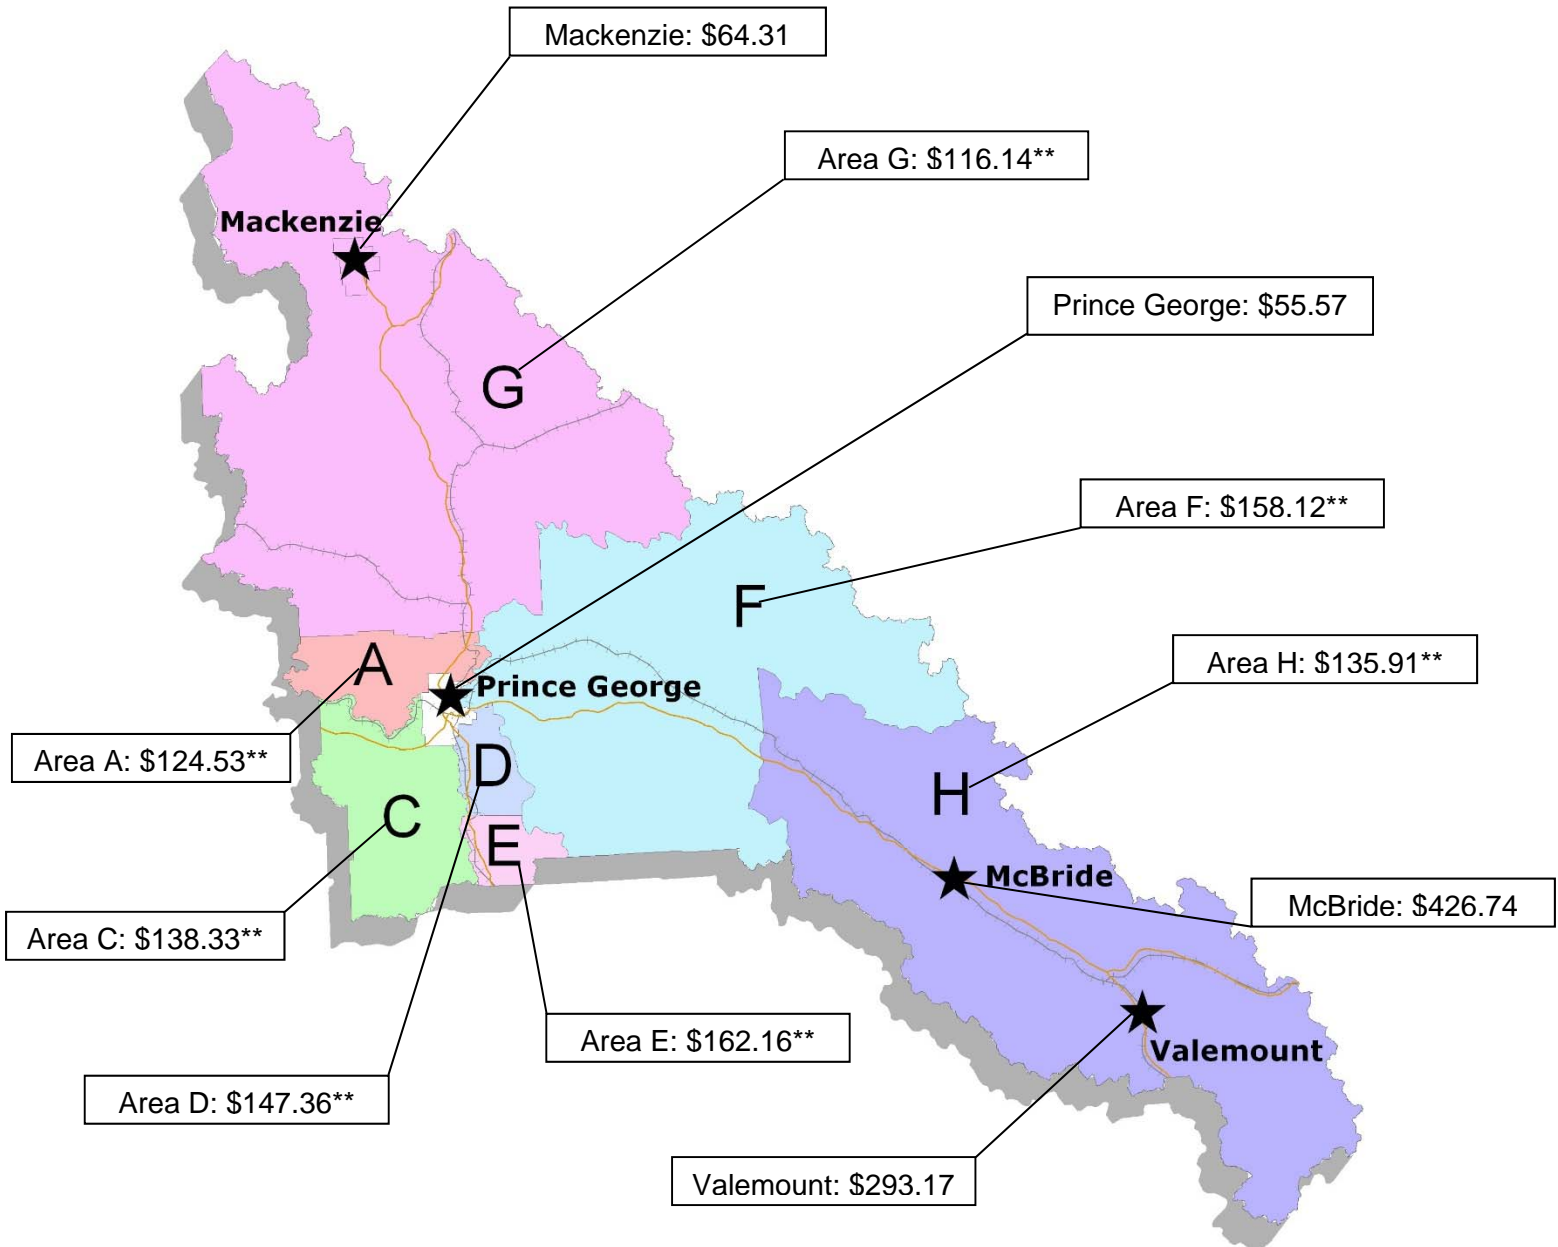 Mackenzie: $64.31
Area G: $116.14**
Mackenzie
Prince George: $55.57
G
Area F: $158.12**
F
Area H: $135.91**
A
Prince George
Area A: $124.53**
D
H
C
E
McBride
McBride: $426.74
Area C: $138.33**
Valemount
Area E: $162.16**
Area D: $147.36**
Valemount: $293.17